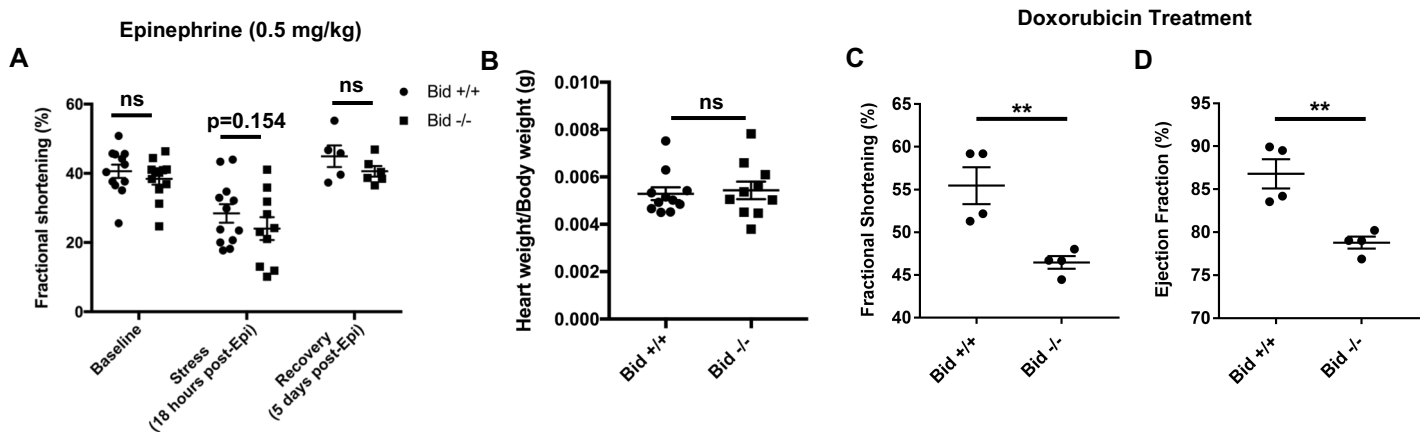 Epinephrine (0.5 mg/kg)
Doxorubicin Treatment
A
Fractional shortening (%)
60
40
20
0
ns
p=0.154
ns
Bid +/+
Bid -/-
Baseline
Stress
(18 hours post-Epi)
Recovery
(5 days post-Epi)
B
Heart weight/Body weight (g)
0.010
0.008
0.006
0.004
0.002
0.000
ns
Bid +/+
Bid -/-
C
Fractional Shortening (%)
65
60
55
50
45
40
**
Bid +/+
Bid -/-
D
Ejection Fraction
(%)
95
90
85
80
75
70
**
Bid +/+
Bid -/-